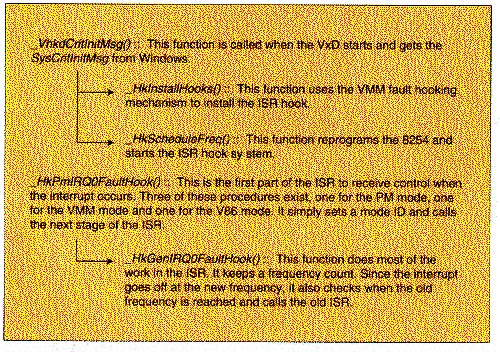 _VhkdCritInitMsg() :: This function is called when the VxD starts and gets the
SysCritInitMsg from Windows.
_HkInstallHooks() :: This function uses the VMM fault hooking
mechanism to install the ISR hook.
_HkScheduleFreq() :: This function reprograms the 8254 and
starts the ISR hook sy stem.
_HkPmIRQ0FaultHook() :: This is the first part of the ISR to receive control when
the interrupt occurs. Three of these procedures exist, one for the PM mode, one
for the VMM mode and one for the V86 mode. It simply sets a mode ID and calls
the next stage of the ISR.
_HkGenIRQ0FaultHook() :: This function does most of the
work in the ISR. It keeps a frequency count. Since the interrupt
goes off at the new frequency, it also checks when the old
frequency is reached and calls the old ISR.